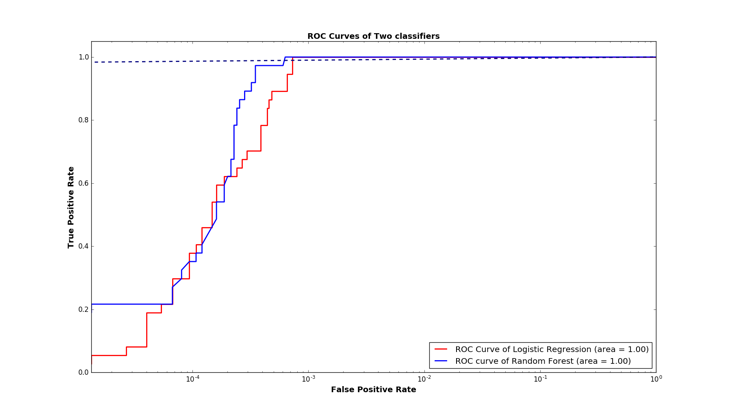 ROC Curves of Two classifiers
1.0
0.8
0.6
0.4
0.2
0.0
True Positive Rate
10-4
10-3
10-2
10-1
100
False Positive Rate
ROC Curve of Logistic Regression (area = 1.00)
ROC curve of Random Forest (area = 1.00)